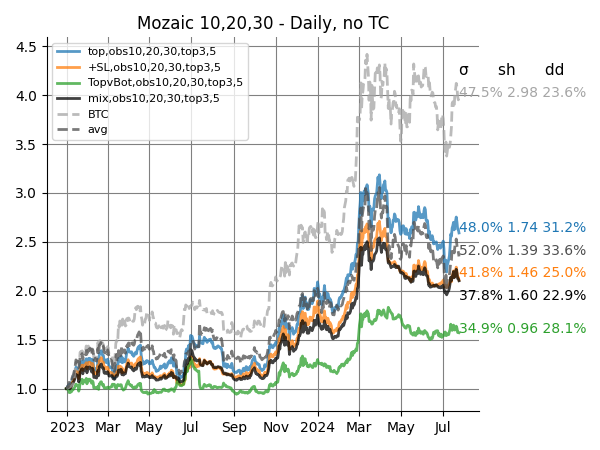 Mozaic 10,20,30 - Daily, no TC
top,obs10,20,30,top3,5
+SL,obs10,20,30,top3,5
TopvBot,obs10,20,30,top3,5
mix,obs10,20,30,top3,5
BTC
avg
σ sh dd
47.5% 2.98 23.6%
48.0% 1.74 31.2%
52.0% 1.39 33.6%
41.8% 1.46 25.0%
37.8% 1.60 22.9%
34.9% 0.96 28.1%
4.5
4.0
3.5
3.0
2.5
2.0
1.5
1.0
2023 Mar May Jul Sep Nov 2024 Mar May Jul